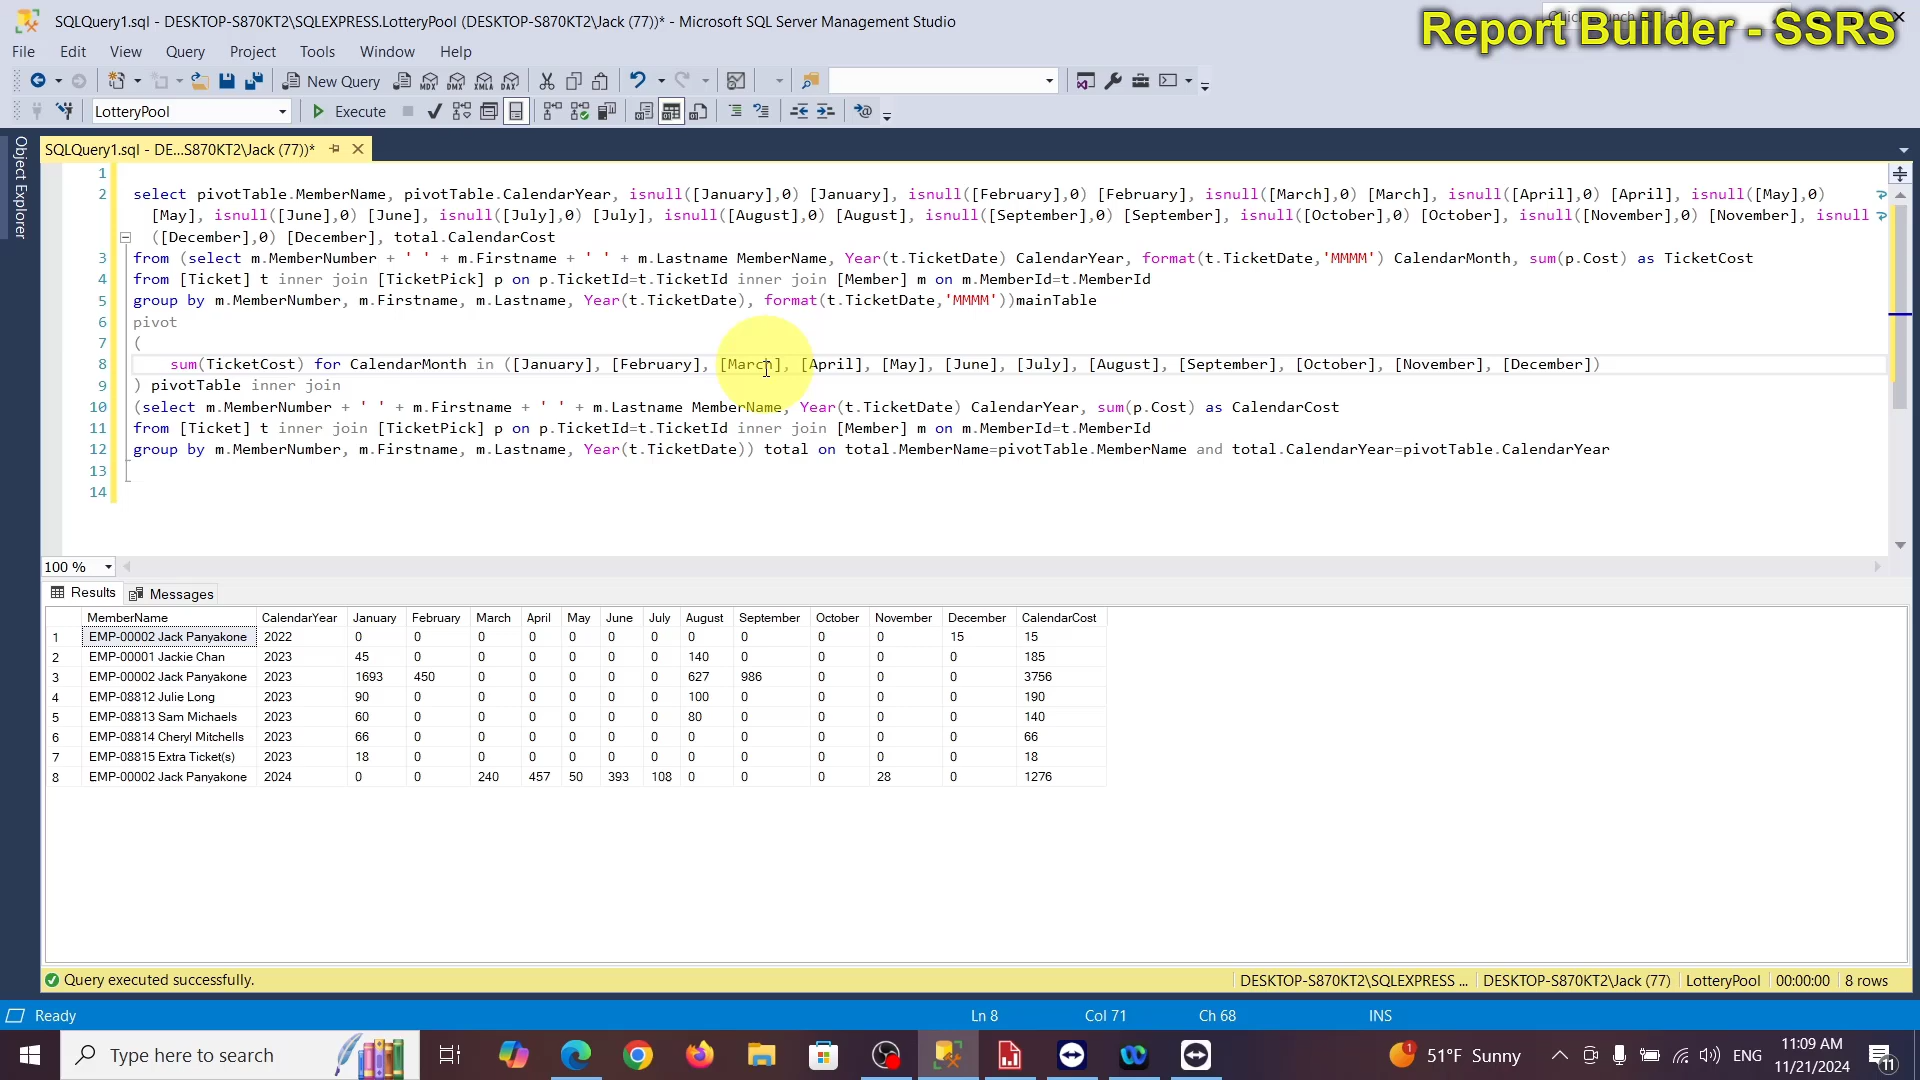 SQLQuery1.sql - DESKTOP-S870KT2\SQLEXPRESS.LotteryPool (DESKTOP-S870KT2\Jack (77))* - Microsoft SQL Server Management Studio
Report Builder - SSRS
File Edit View Query Project Tools Window Help
New Query MDX DMX XMLA DAX
LotteryPool Execute
Object Explorer
SQLQuery1.sql - DE...S870KT2\Jack (77))*
1
2 select pivotTable.MemberName, pivotTable.CalendarYear, isnull([January],0) [January], isnull([February],0) [February], isnull([March],0) [March], isnull([April],0) [April], isnull([May],0)
[May], isnull([June],0) [June], isnull([July],0) [July], isnull([August],0) [August], isnull([September],0) [September], isnull([October],0) [October], isnull([November],0) [November], isnull
([December],0) [December], total.CalendarCost
3 from (select m.MemberNumber + ' ' + m.Firstname + ' ' + m.Lastname MemberName, Year(t.TicketDate) CalendarYear, format(t.TicketDate,'MMMM') CalendarMonth, sum(p.Cost) as TicketCost
4 from [Ticket] t inner join [TicketPick] p on p.TicketId=t.TicketId inner join [Member] m on m.MemberId=t.MemberId
5 group by m.MemberNumber, m.Firstname, m.Lastname, Year(t.TicketDate), format(t.TicketDate,'MMMM'))mainTable
6 pivot
7 (
8 sum(TicketCost) for CalendarMonth in ([January], [February], [March], [April], [May], [June], [July], [August], [September], [October], [November], [December])
9 ) pivotTable inner join
10 (select m.MemberNumber + ' ' + m.Firstname + ' ' + m.Lastname MemberName, Year(t.TicketDate) CalendarYear, sum(p.Cost) as CalendarCost
11 from [Ticket] t inner join [TicketPick] p on p.TicketId=t.TicketId inner join [Member] m on m.MemberId=t.MemberId
12 group by m.MemberNumber, m.Firstname, m.Lastname, Year(t.TicketDate)) total on total.MemberName=pivotTable.MemberName and total.CalendarYear=pivotTable.CalendarYear
13
14
100 %
Results Messages
MemberName CalendarYear January February March April May June July August September October November December CalendarCost
1 EMP-00002 Jack Panyakone 2022 0 0 0 0 0 0 0 0 0 0 0 15 15
2 EMP-00001 Jackie Chan 2023 45 0 0 0 0 0 0 140 0 0 0 0 185
3 EMP-00002 Jack Panyakone 2023 1693 450 0 0 0 0 0 627 986 0 0 0 3756
4 EMP-08812 Julie Long 2023 90 0 0 0 0 0 0 100 0 0 0 0 190
5 EMP-08813 Sam Michaels 2023 60 0 0 0 0 0 0 80 0 0 0 0 140
6 EMP-08814 Cheryl Mitchells 2023 66 0 0 0 0 0 0 0 0 0 0 0 66
7 EMP-08815 Extra Ticket(s) 2023 18 0 0 0 0 0 0 0 0 0 0 0 18
8 EMP-00002 Jack Panyakone 2024 0 0 240 457 50 393 108 0 0 0 28 0 1276
Query executed successfully. DESKTOP-S870KT2\SQLEXPRESS ... DESKTOP-S870KT2\Jack (77) LotteryPool 00:00:00 8 rows
Ready Ln 8 Col 71 Ch 68 INS
Type here to search 1 51°F Sunny ENG 11:09 AM
11/21/2024 11